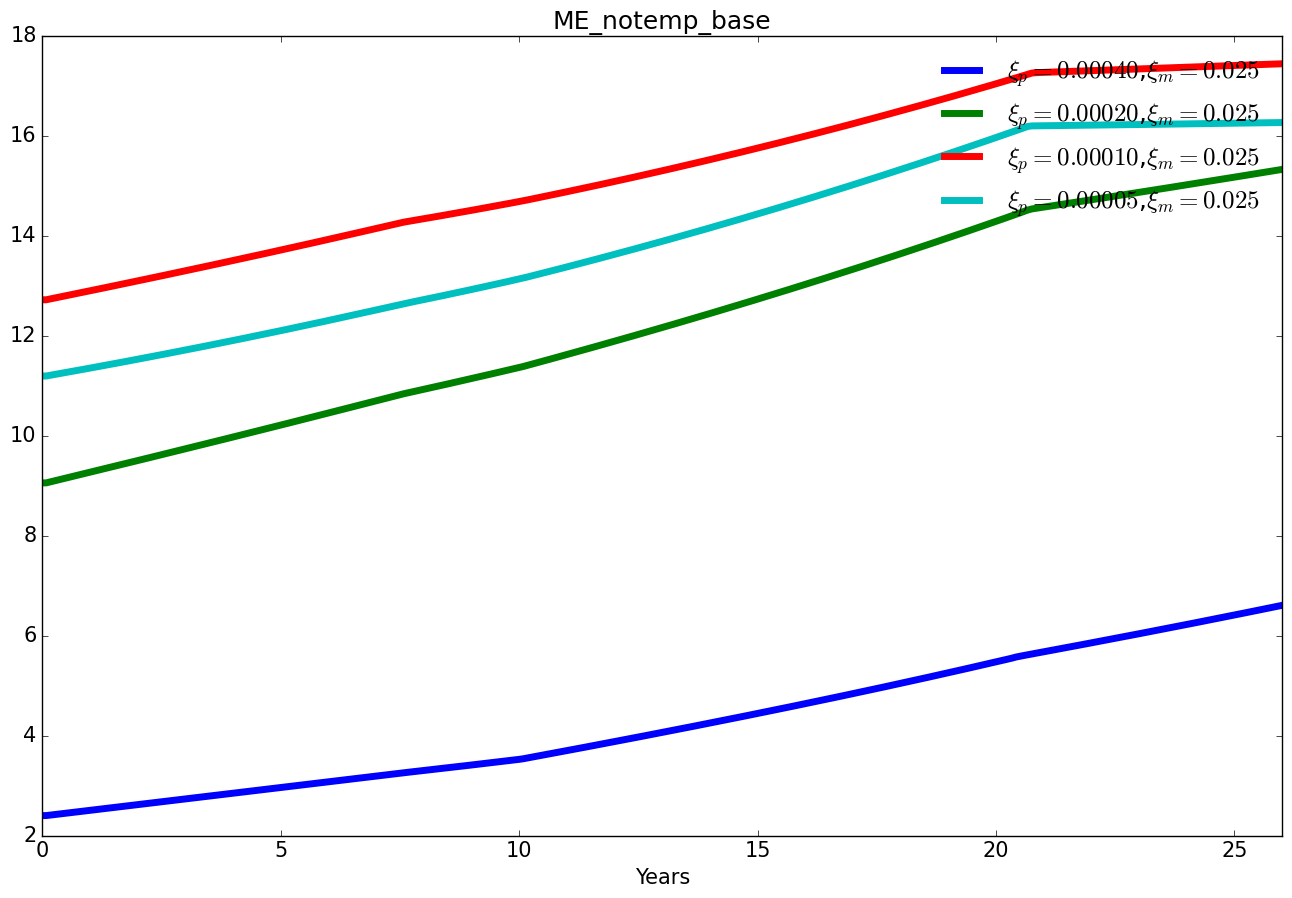 ME_notemp_base
18
16
14
12
10
8
6
4
2
0 5 10 15 20 25
Years
ξp = 0.00040,ξm = 0.025
ξp = 0.00020,ξm = 0.025
ξp = 0.00010,ξm = 0.025
ξp = 0.00005,ξm = 0.025